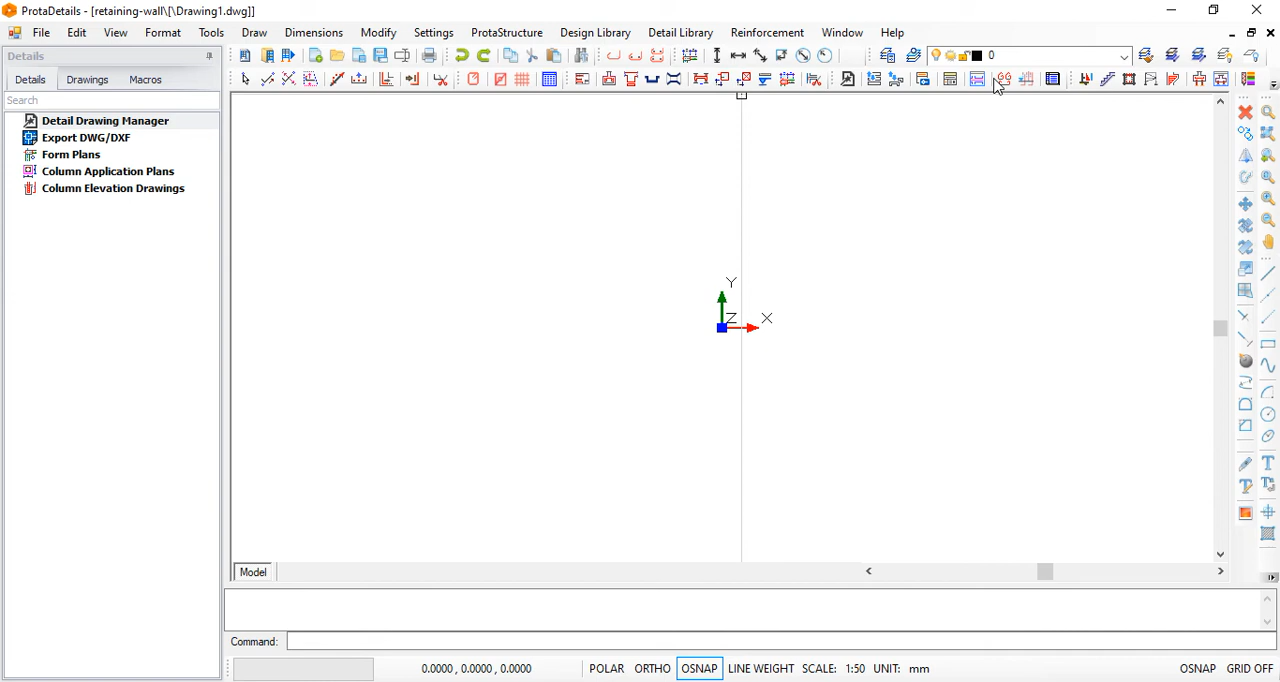 ProtaDetails - [retaining-wall\[\Drawing1.dwg]]
File Edit View Format Tools Draw Dimensions Modify Settings ProtaStructure Design Library Detail Library Reinforcement Window Help
Details
0
Details Drawings Macros
Search
Detail Drawing Manager
Export DWG/DXF
Form Plans
Column Application Plans
Column Elevation Drawings
Y
Z X
Model
Command:
0.0000 , 0.0000 , 0.0000 POLAR ORTHO OSNAP LINE WEIGHT SCALE: 1:50 UNIT: mm OSNAP GRID OFF